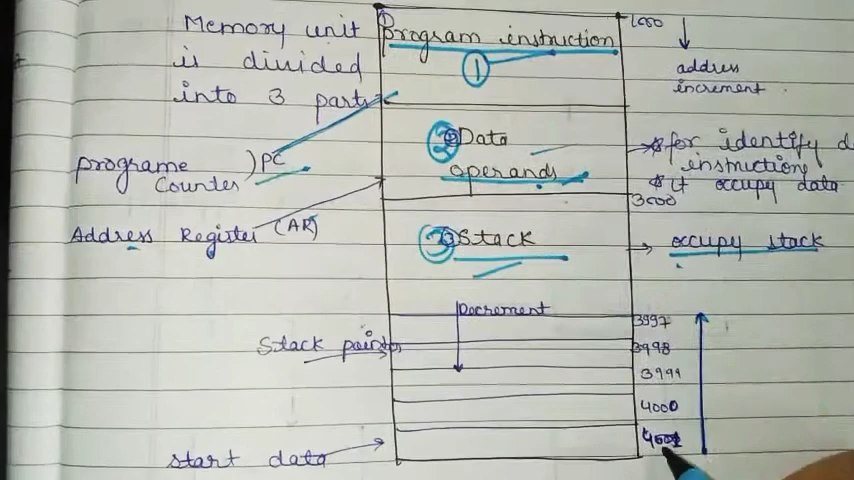 Memory unit
is divided
into 3 parts
Program instruction
1
1000
address
increment
programe
Counter
) PC
2 Data
operands
for identify
instructions
it occupy data
3000
Address Register (AR)
3 Stack
occupy stack
Decrement
3997
Stack pointer
3998
3999
4000
4001
start data